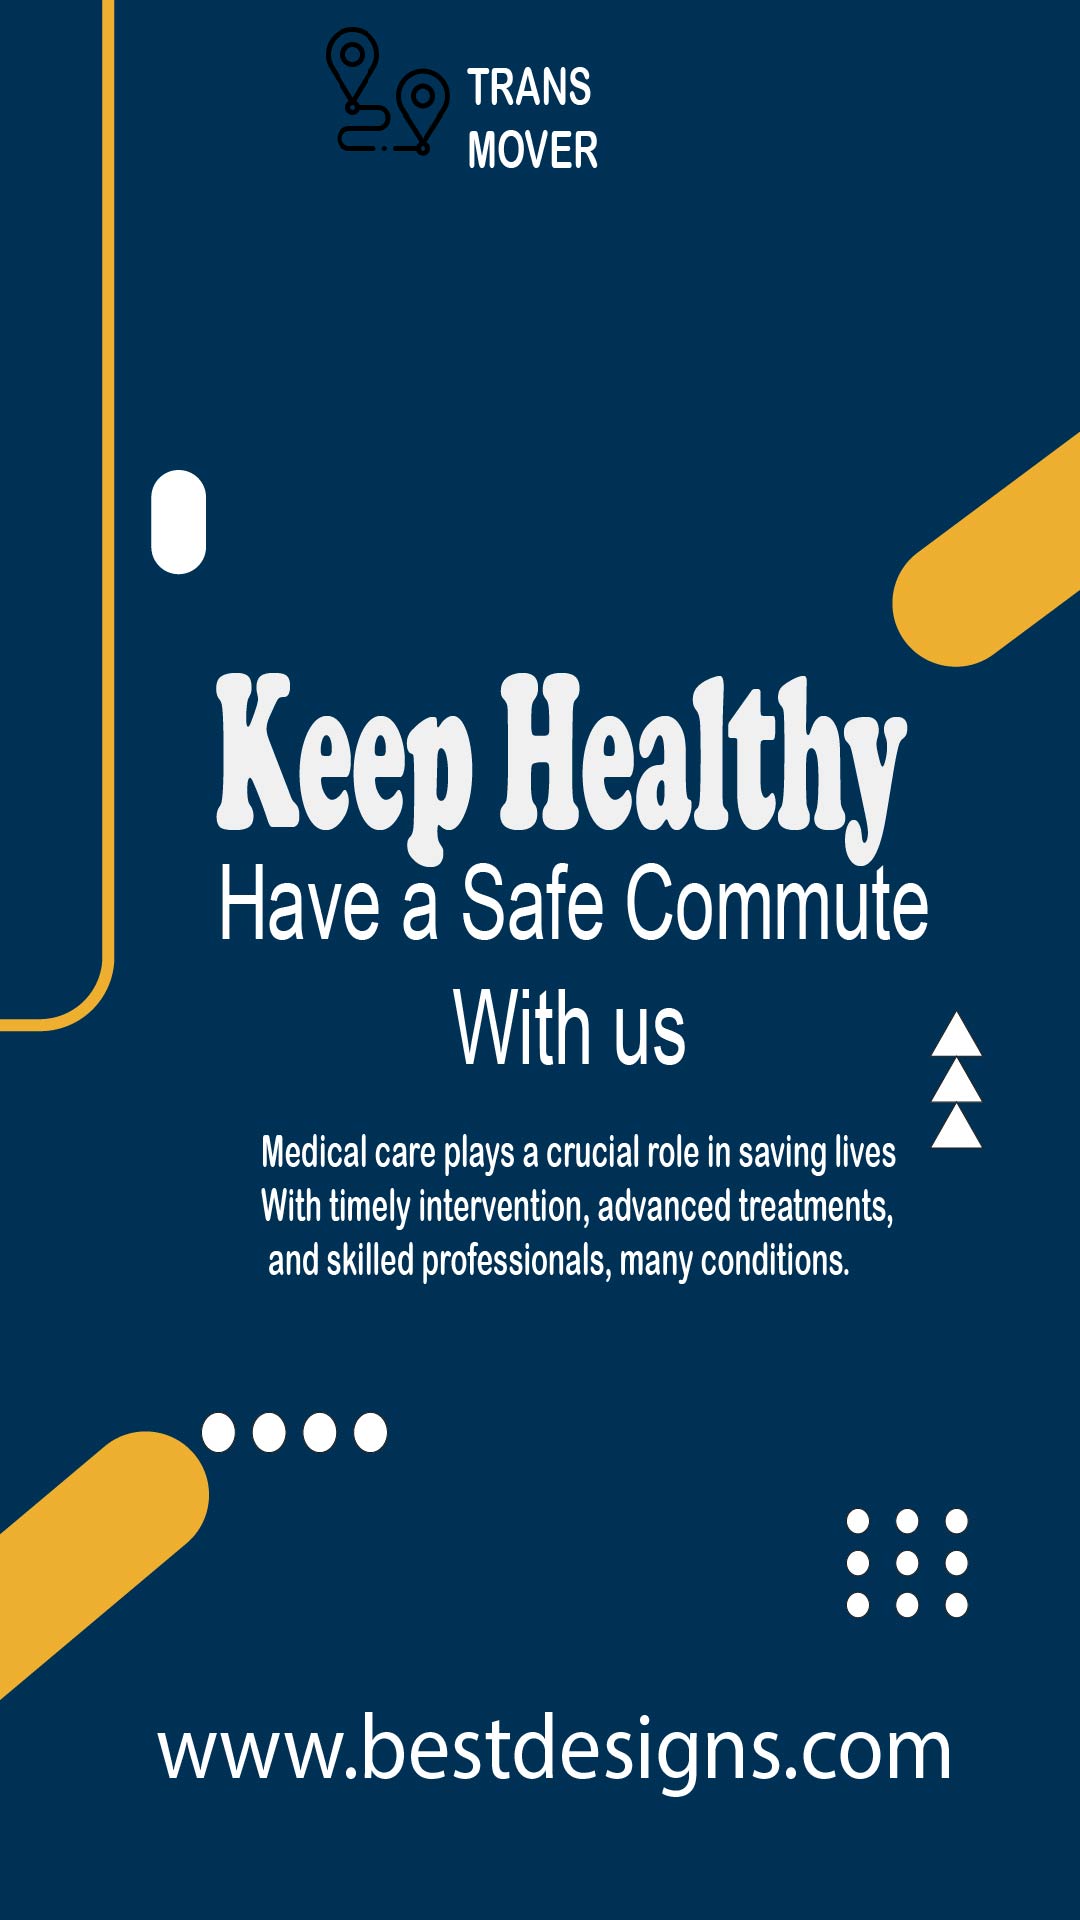 TRANS
MOVER
Keep Healthy
Have a Safe Commute
With us
Medical care plays a crucial role in saving lives
With timely intervention, advanced treatments,
and skilled professionals, many conditions.
www.bestdesigns.com